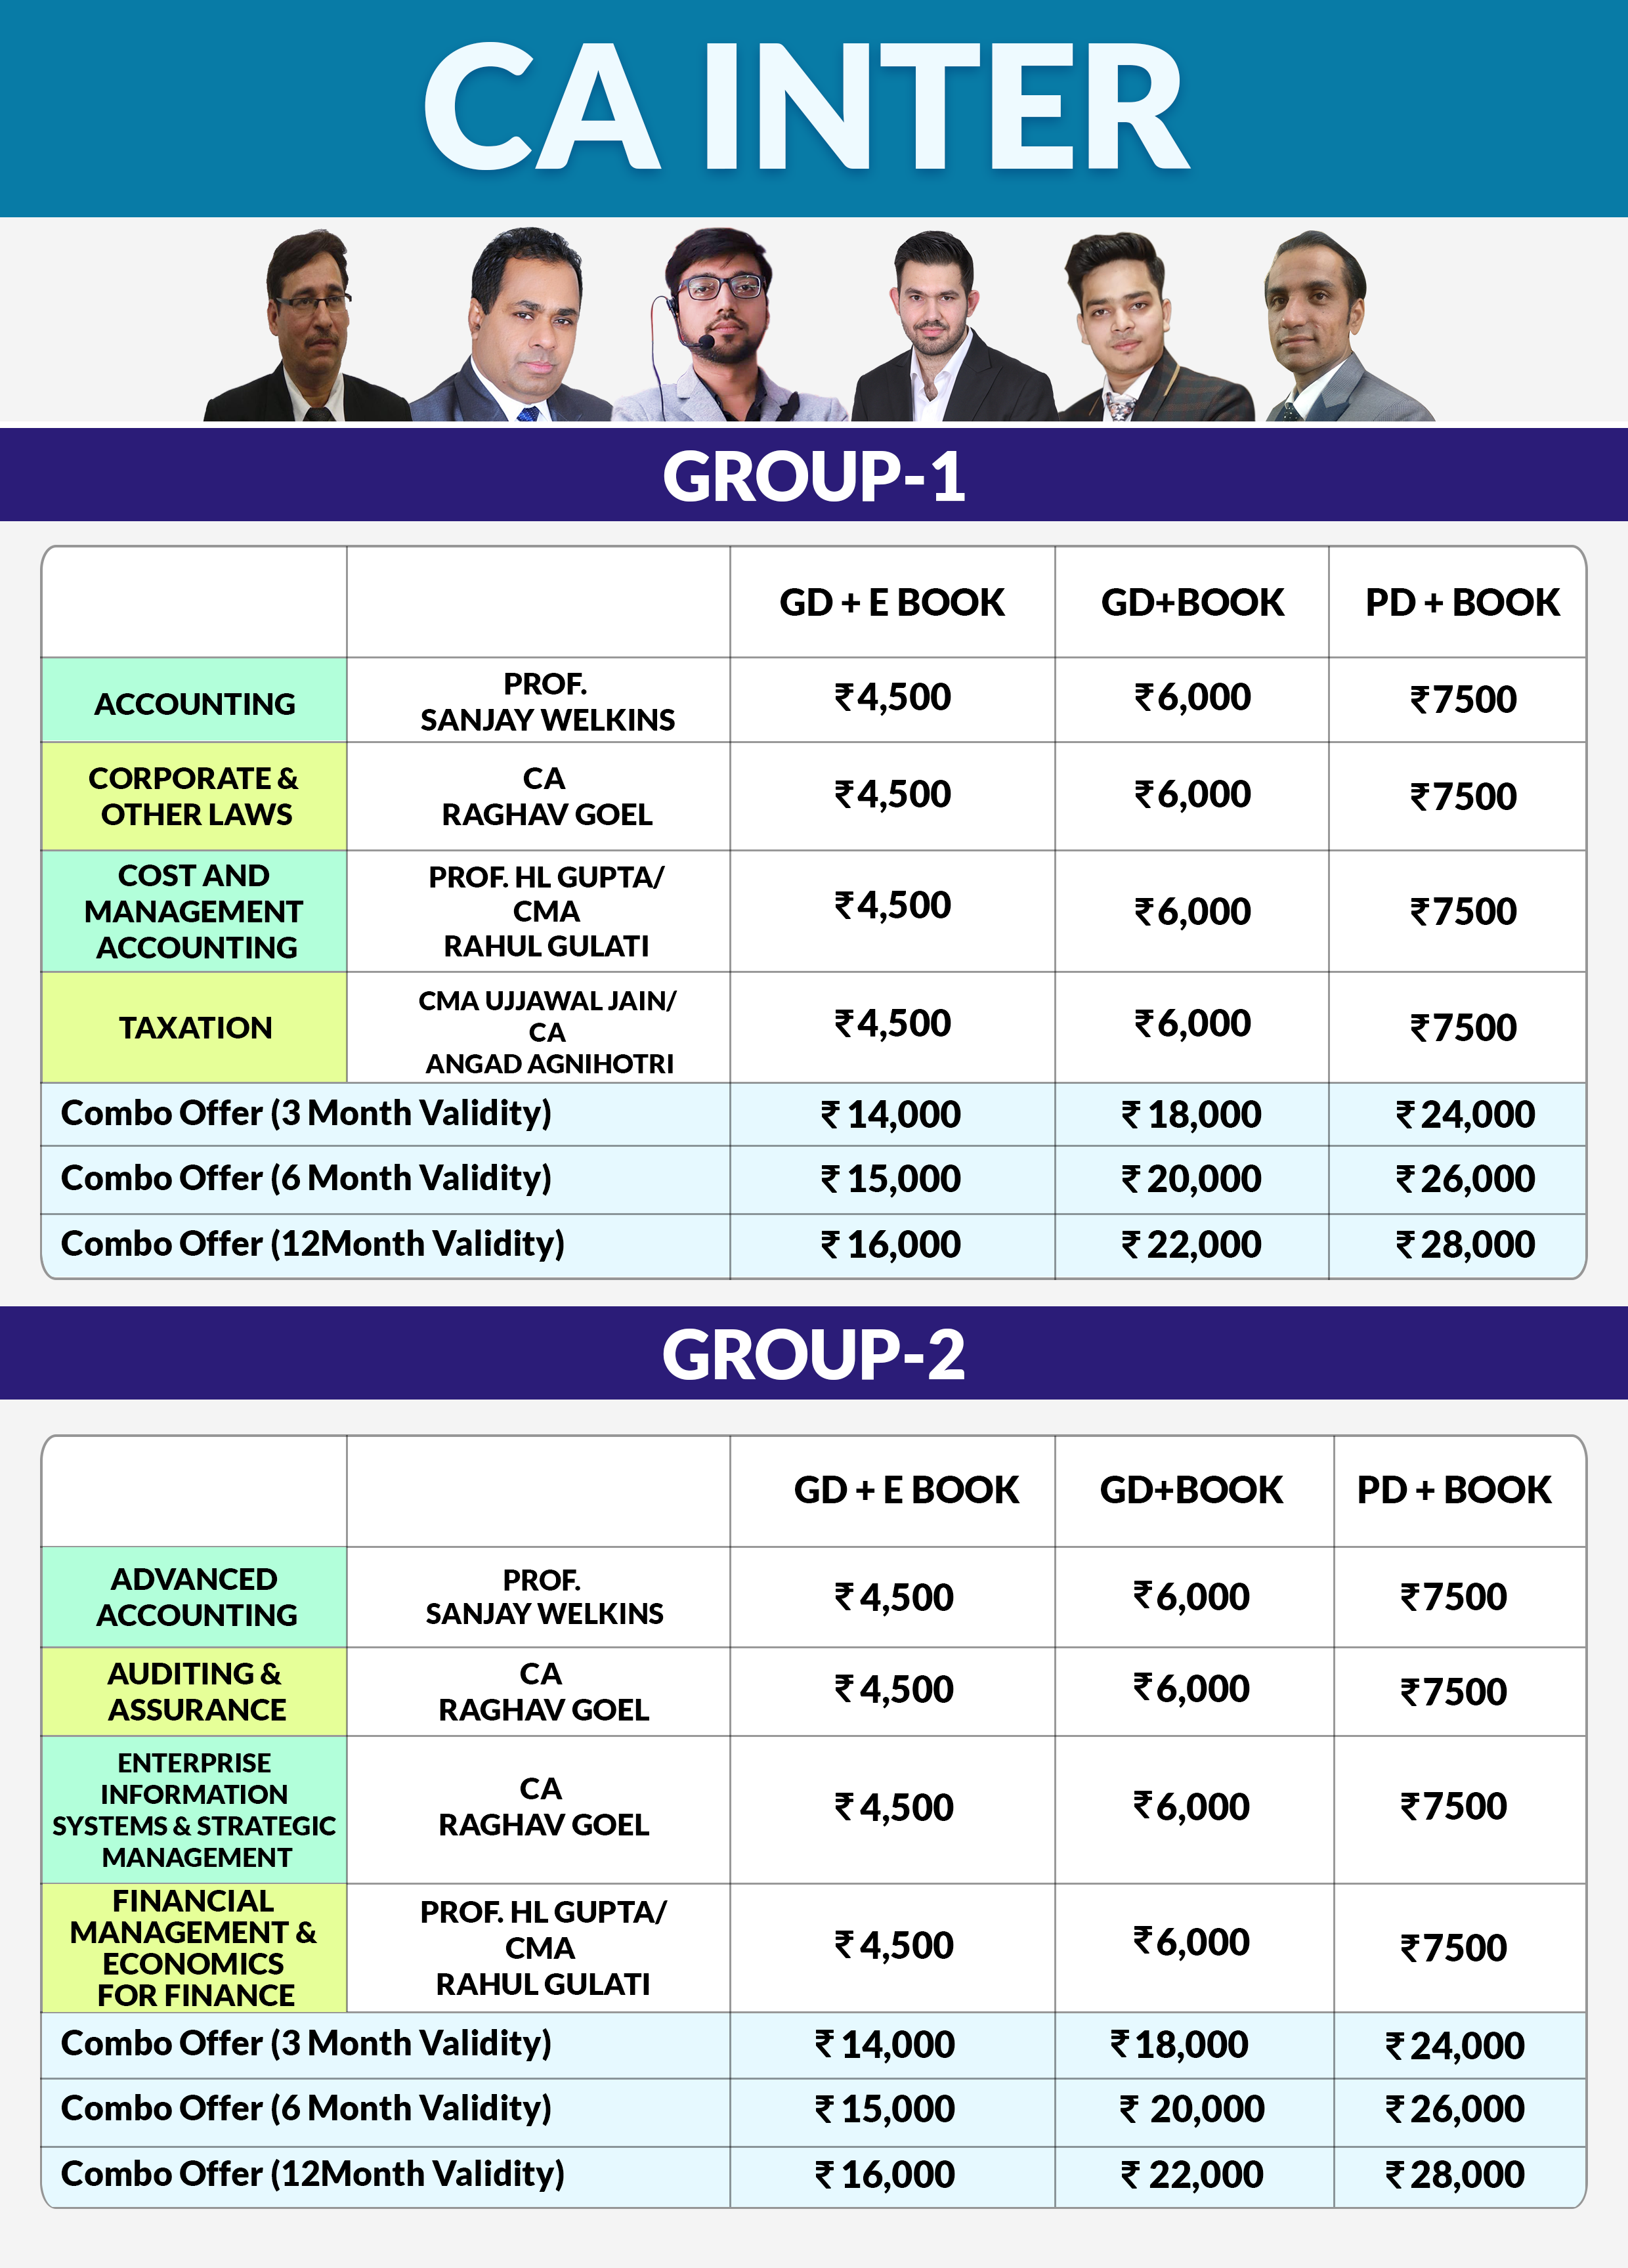 CA INTER
GROUP-1
GD + E BOOK GD+BOOK PD + BOOK
ACCOUNTING
PROF.
SANJAY WELKINS
₹4,500 ₹6,000 ₹7500
CORPORATE &
OTHER LAWS
CA
RAGHAV GOEL
₹4,500 ₹6,000 ₹7500
COST AND
MANAGEMENT
ACCOUNTING
PROF. HL GUPTA/
CMA
RAHUL GULATI
₹4,500 ₹6,000 ₹7500
TAXATION
CMA UJJAWAL JAIN/
CA
ANGAD AGNIHOTRI
₹4,500 ₹6,000 ₹7500
Combo Offer (3 Month Validity) ₹ 14,000 ₹ 18,000 ₹ 24,000
Combo Offer (6 Month Validity) ₹ 15,000 ₹ 20,000 ₹ 26,000
Combo Offer (12Month Validity) ₹ 16,000 ₹ 22,000 ₹ 28,000
GROUP-2
GD + E BOOK GD+BOOK PD + BOOK
ADVANCED
ACCOUNTING
PROF.
SANJAY WELKINS
₹ 4,500 ₹6,000 ₹7500
AUDITING &
ASSURANCE
CA
RAGHAV GOEL
₹ 4,500 ₹6,000 ₹7500
ENTERPRISE
INFORMATION
SYSTEMS & STRATEGIC
MANAGEMENT
CA
RAGHAV GOEL
₹ 4,500 ₹6,000 ₹7500
FINANCIAL
MANAGEMENT &
ECONOMICS
FOR FINANCE
PROF. HL GUPTA/
CMA
RAHUL GULATI
₹ 4,500 ₹6,000 ₹7500
Combo Offer (3 Month Validity) ₹ 14,000 ₹ 18,000 ₹ 24,000
Combo Offer (6 Month Validity) ₹ 15,000 ₹ 20,000 ₹ 26,000
Combo Offer (12Month Validity) ₹ 16,000 ₹ 22,000 ₹ 28,000